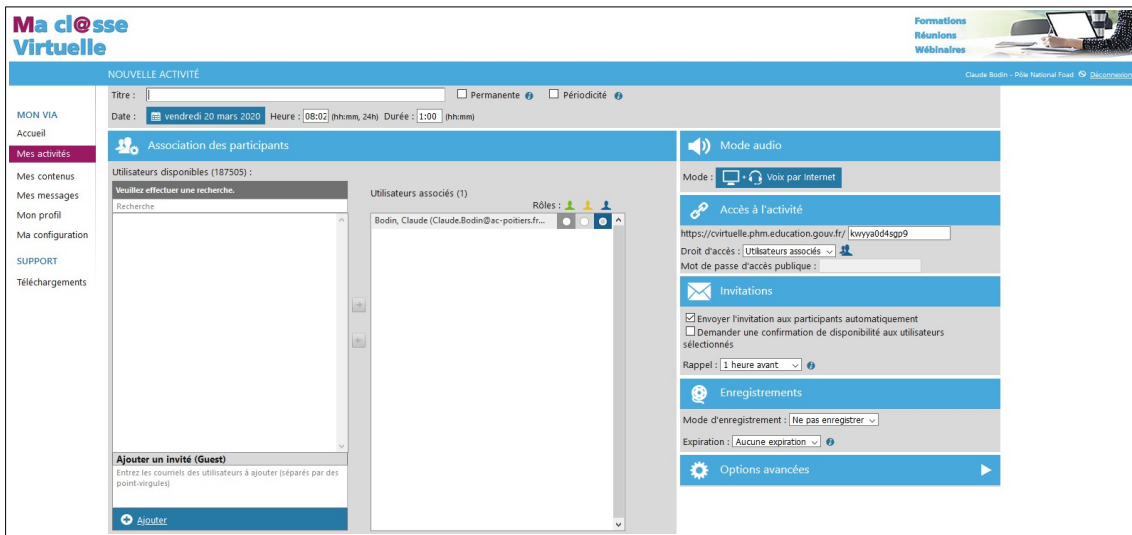 Ma cl@sse
Virtuelle
Formations
Réunions
Wébinaires
NOUVELLE ACTIVITÉ
Claude Bodin - Pôle National Foad Déconnexion
MON VIA
Accueil
Mes activités
Mes contenus
Mes messages
Mon profil
Ma configuration
SUPPORT
Téléchargements
Titre :
Permanente
Périodicité
Date : vendredi 20 mars 2020 Heure : 08:02 (hh:mm, 24h) Durée : 1:00 (hh:mm)
Association des participants
Utilisateurs disponibles (187505) :
Veuillez effectuer une recherche.
Recherche
Ajouter un invité (Guest)
Entrez les courriels des utilisateurs à ajouter (séparés par des
point-virgules)
Ajouter
Utilisateurs associés (1)
Rôles :
Bodin, Claude (Claude.Bodin@ac-poitiers.fr...
Mode audio
Mode : Voix par Internet
Accès à l'activité
https://cvirtuelle.phm.education.gouv.fr/ kwyya0d4sgp9
Droit d'accès : Utilisateurs associés
Mot de passe d'accès publique :
Invitations
Envoyer l'invitation aux participants automatiquement
Demander une confirmation de disponibilité aux utilisateurs
sélectionnés
Rappel : 1 heure avant
Enregistrements
Mode d'enregistrement : Ne pas enregistrer
Expiration : Aucune expiration
Options avancées